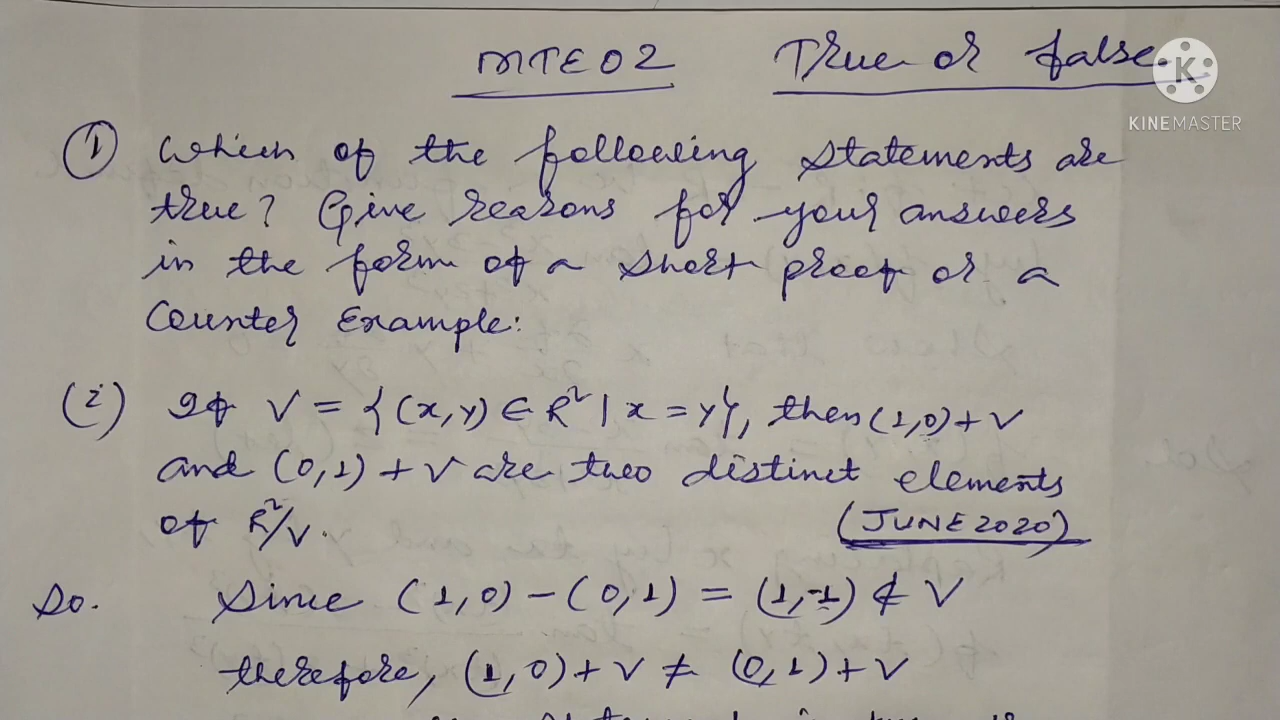 MTE02 True or false.
K
KINEMASTER
① Which of the following statements are
true? Give reasons for your answers
in the form of a short proof or a
Counter Example:
(i) If V = {(x,y) ∈ R² | x = y}, then (1,0)+V
and (0,1)+V are two distinct elements
of R²/V.
(JUNE 2020)
So. Since (1,0) - (0,1) = (1,-1) ∉ V
therefore, (1,0)+V ≠ (0,1)+V